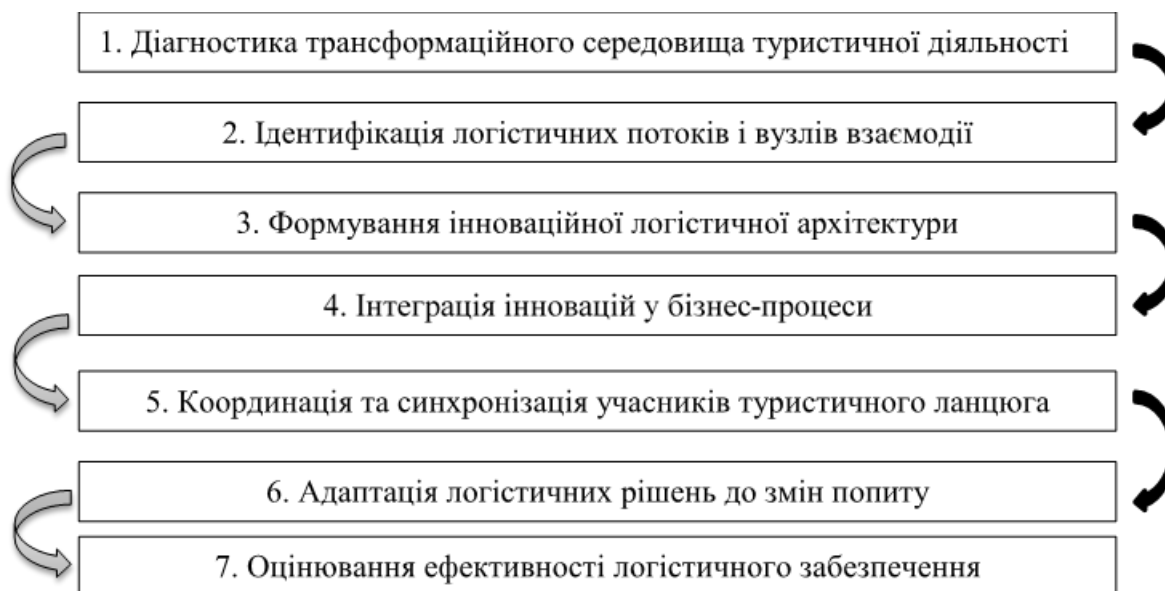 1. Діагностика трансформаційного середовища туристичної діяльності
2. Ідентифікація логістичних потоків і вузлів взаємодії
3. Формування інноваційної логістичної архітектури
4. Інтеграція інновацій у бізнес-процеси
5. Координація та синхронізація учасників туристичного ланцюга
6. Адаптація логістичних рішень до змін попиту
7. Оцінювання ефективності логістичного забезпечення